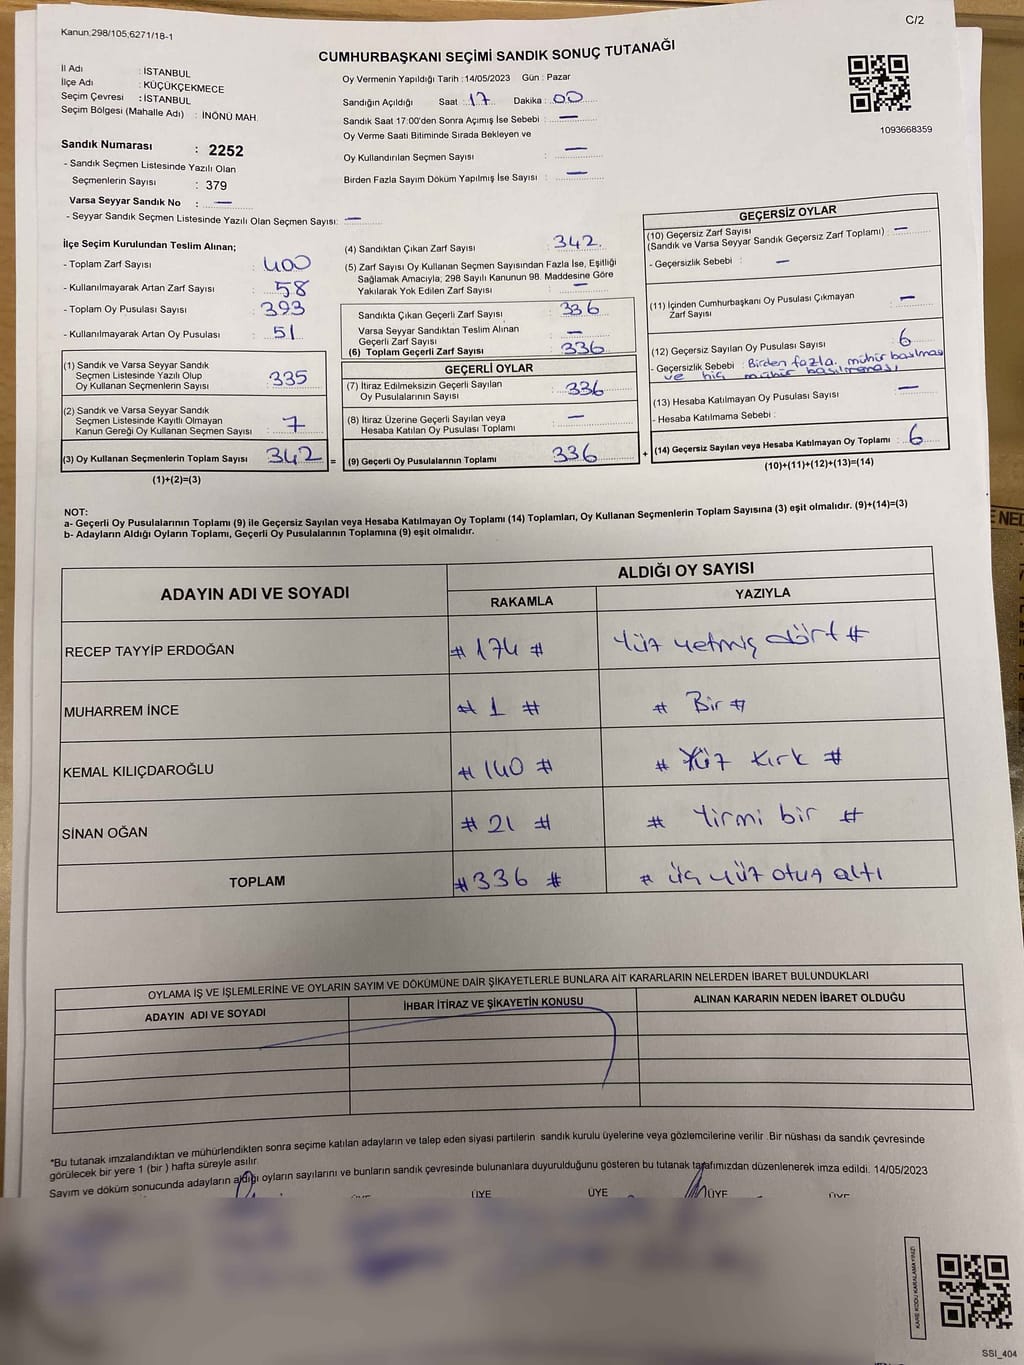 Kanun;298/105;6271/18-1
C/2
CUMHURBAŞKANI SEÇİMİ SANDIK SONUÇ TUTANAĞI
İl Adı : İSTANBUL
İlçe Adı : KÜÇÜKÇEKMECE
Seçim Çevresi : İSTANBUL
Seçim Bölgesi (Mahalle Adı) : İNÖNÜ MAH.
Sandık Numarası : 2252
- Sandık Seçmen Listesinde Yazılı Olan
Seçmenlerin Sayısı : 379
Varsa Seyyar Sandık No : —
- Seyyar Sandık Seçmen Listesinde Yazılı Olan Seçmen Sayısı: —
Oy Vermenin Yapıldığı Tarih :14/05/2023 Gün : Pazar
Sandığın Açıldığı Saat : 17 Dakika : 00
Sandık Saat 17:00'den Sonra Açımış İse Sebebi : —
Oy Verme Saati Bitiminde Sırada Bekleyen ve
Oy Kullandırılan Seçmen Sayısı : —
Birden Fazla Sayım Döküm Yapılmış İse Sayısı : —
1093668359
İlçe Seçim Kurulundan Teslim Alınan;
- Toplam Zarf Sayısı : 400
- Kullanılmayarak Artan Zarf Sayısı : 58
- Toplam Oy Pusulası Sayısı : 393
- Kullanılmayarak Artan Oy Pusulası : 51
(1) Sandık ve Varsa Seyyar Sandık
Seçmen Listesinde Yazılı Olup
Oy Kullanan Seçmenlerin Sayısı : 335
(2) Sandık ve Varsa Seyyar Sandık
Seçmen Listesinde Kayıtlı Olmayan
Kanun Gereği Oy Kullanan Seçmen Sayısı : 7
(3) Oy Kullanan Seçmenlerin Toplam Sayısı : 342 =
(1)+(2)=(3)
(4) Sandıktan Çıkan Zarf Sayısı : 342
(5) Zarf Sayısı Oy Kullanan Seçmen Sayısından Fazla İse, Eşitliği
Sağlamak Amacıyla, 298 Sayılı Kanunun 98. Maddesine Göre
Yakılarak Yok Edilen Zarf Sayısı : —
Sandıkta Çıkan Geçerli Zarf Sayısı : 336
Varsa Seyyar Sandıktan Teslim Alınan
Geçerli Zarf Sayısı : —
(6) Toplam Geçerli Zarf Sayısı : 336
GEÇERLİ OYLAR
(7) İtiraz Edilmeksizin Geçerli Sayılan
Oy Pusulalarının Sayısı : 336
(8) İtiraz Üzerine Geçerli Sayılan veya
Hesaba Katılan Oy Pusulası Toplamı : —
(9) Geçerli Oy Pusulalarının Toplamı : 336 +
GEÇERSİZ OYLAR
(10) Geçersiz Zarf Sayısı
(Sandık ve Varsa Seyyar Sandık Geçersiz Zarf Toplamı) : —
- Geçersizlik Sebebi : —
(11) İçinden Cumhurbaşkanı Oy Pusulası Çıkmayan
Zarf Sayısı : —
(12) Geçersiz Sayılan Oy Pusulası Sayısı : 6
- Geçersizlik Sebebi : Birden fazla mühür basılması
ve hiç mühür basılmaması
(13) Hesaba Katılmayan Oy Pusulası Sayısı : —
- Hesaba Katılmama Sebebi :
(14) Geçersiz Sayılan veya Hesaba Katılmayan Oy Toplamı : 6
(10)+(11)+(12)+(13)=(14)
NOT:
a- Geçerli Oy Pusulalarının Toplamı (9) ile Geçersiz Sayılan veya Hesaba Katılmayan Oy Toplamı (14) Toplamları, Oy Kullanan Seçmenlerin Toplam Sayısına (3) eşit olmalıdır. (9)+(14)=(3)
b- Adayların Aldığı Oyların Toplamı, Geçerli Oy Pusulalarının Toplamına (9) eşit olmalıdır.
ADAYIN ADI VE SOYADI
ALDIĞI OY SAYISI
RAKAMLA YAZIYLA
RECEP TAYYİP ERDOĞAN # 174 # Yüz yetmiş dört #
MUHARREM İNCE # 1 # # Bir #
KEMAL KILIÇDAROĞLU # 140 # # Yüz kırk #
SİNAN OĞAN # 21 # # Yirmi bir #
TOPLAM # 336 # # üç yüz otuz altı
OYLAMA İŞ VE İŞLEMLERİNE VE OYLARIN SAYIM VE DÖKÜMÜNE DAİR ŞİKAYETLERLE BUNLARA AİT KARARLARIN NELERDEN İBARET BULUNDUKLARI
ADAYIN ADI VE SOYADI İHBAR İTİRAZ VE ŞİKAYETİN KONUSU ALINAN KARARIN NEDEN İBARET OLDUĞU
*Bu tutanak imzalandıktan ve mühürlendikten sonra seçime katılan adayların ve talep eden siyasi partilerin sandık kurulu üyelerine veya gözlemcilerine verilir .Bir nüshası da sandık çevresinde
görülecek bir yere 1 (bir ) hafta süreyle asılır.
Sayım ve döküm sonucunda adayların aldığı oyların sayılarını ve bunların sandık çevresinde bulunanlara duyurulduğunu gösteren bu tutanak tarafımızdan düzenlenerek imza edildi. 14/05/2023
ÜYE ÜYE ÜYE
KARE KODU KARALAMAYINIZ!
SSI_404